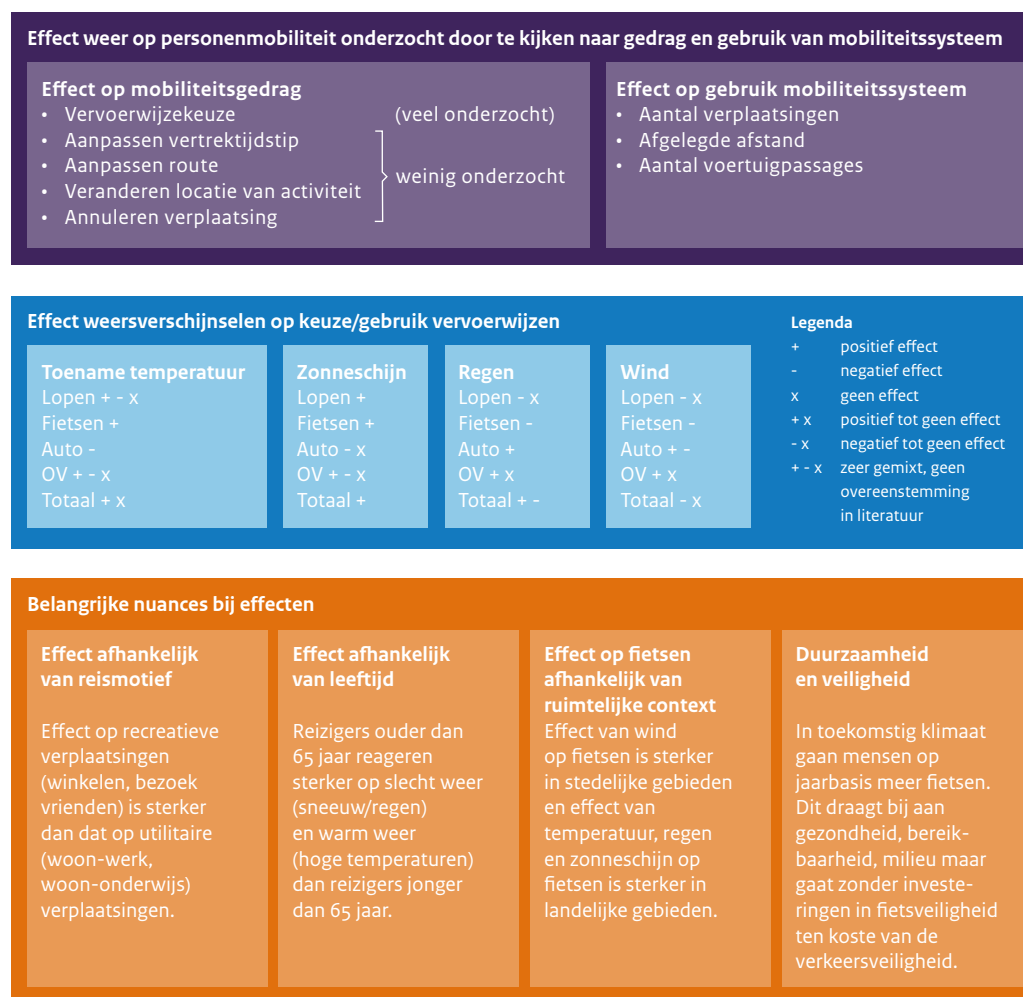 Effect weer op personenmobiliteit onderzocht door te kijken naar gedrag en gebruik van mobiliteitssysteem
Effect op mobiliteitsgedrag
• Vervoerwijzekeuze (veel onderzocht)
• Aanpassen vertrektijdstip
• Aanpassen route
• Veranderen locatie van activiteit
• Annuleren verplaatsing
weinig onderzocht
Effect op gebruik mobiliteitssysteem
• Aantal verplaatsingen
• Afgelegde afstand
• Aantal voertuigpassages
Effect weersverschijnselen op keuze/gebruik vervoerwijzen
Toename temperatuur
Lopen + - x
Fietsen +
Auto -
OV + - x
Totaal + x
Zonneschijn
Lopen +
Fietsen +
Auto - x
OV + - x
Totaal +
Regen
Lopen - x
Fietsen -
Auto +
OV + x
Totaal + -
Wind
Lopen - x
Fietsen -
Auto + -
OV + x
Totaal - x
Legenda
+ positief effect
- negatief effect
x geen effect
+ x positief tot geen effect
- x negatief tot geen effect
+ - x zeer gemixt, geen
overeenstemming
in literatuur
Belangrijke nuances bij effecten
Effect afhankelijk
van reismotief
Effect op recreatieve
verplaatsingen
(winkelen, bezoek
vrienden) is sterker
dan dat op utilitaire
(woon-werk,
woon-onderwijs)
verplaatsingen.
Effect afhankelijk
van leeftijd
Reizigers ouder dan
65 jaar reageren
sterker op slecht weer
(sneeuw/regen)
en warm weer
(hoge temperaturen)
dan reizigers jonger
dan 65 jaar.
Effect op fietsen
afhankelijk van
ruimtelijke context
Effect van wind
op fietsen is sterker
in stedelijke gebieden
en effect van
temperatuur, regen
en zonneschijn op
fietsen is sterker in
landelijke gebieden.
Duurzaamheid
en veiligheid
In toekomstig klimaat
gaan mensen op
jaarbasis meer fietsen.
Dit draagt bij aan
gezondheid, bereik-
baarheid, milieu maar
gaat zonder investe-
ringen in fietsveiligheid
ten koste van de
verkeersveiligheid.